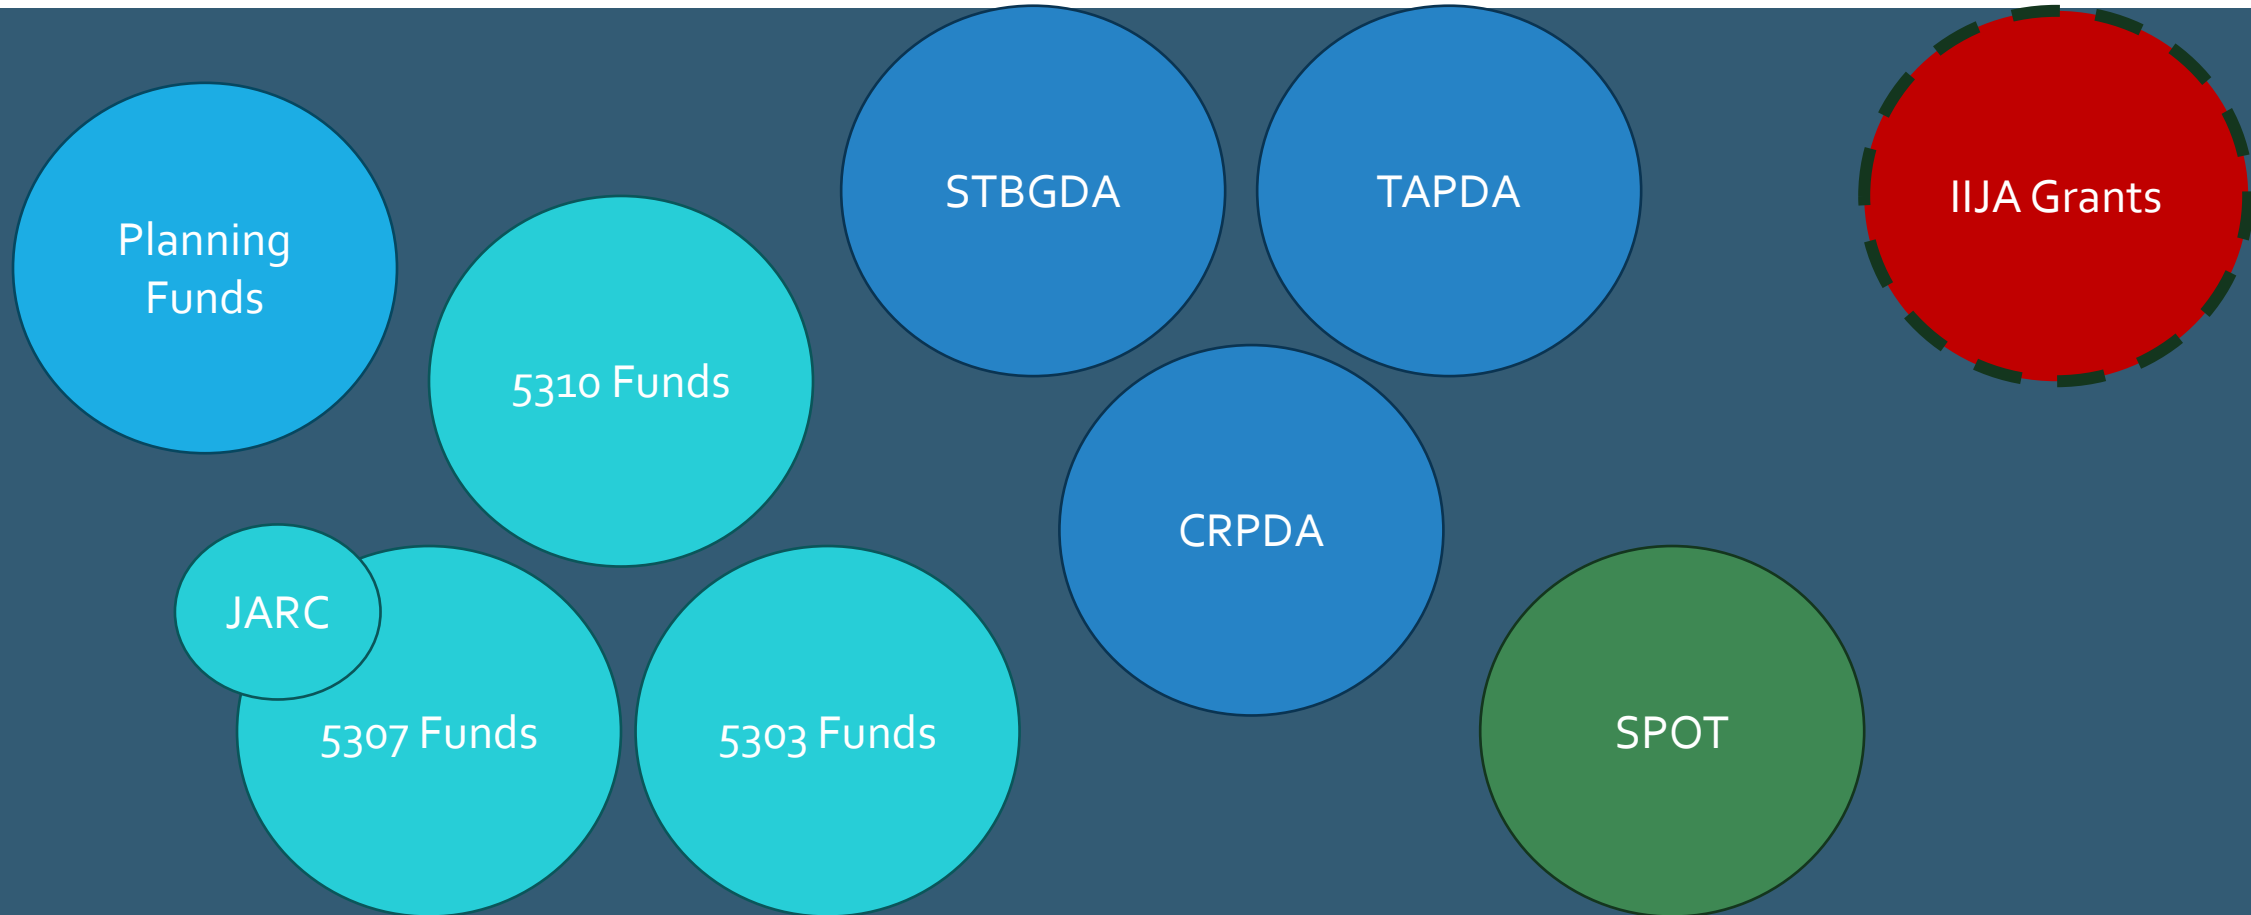 Planning
Funds
5310 Funds
JARC
5307 Funds
5303 Funds
STBGDA
TAPDA
CRPDA
SPOT
IIJA Grants